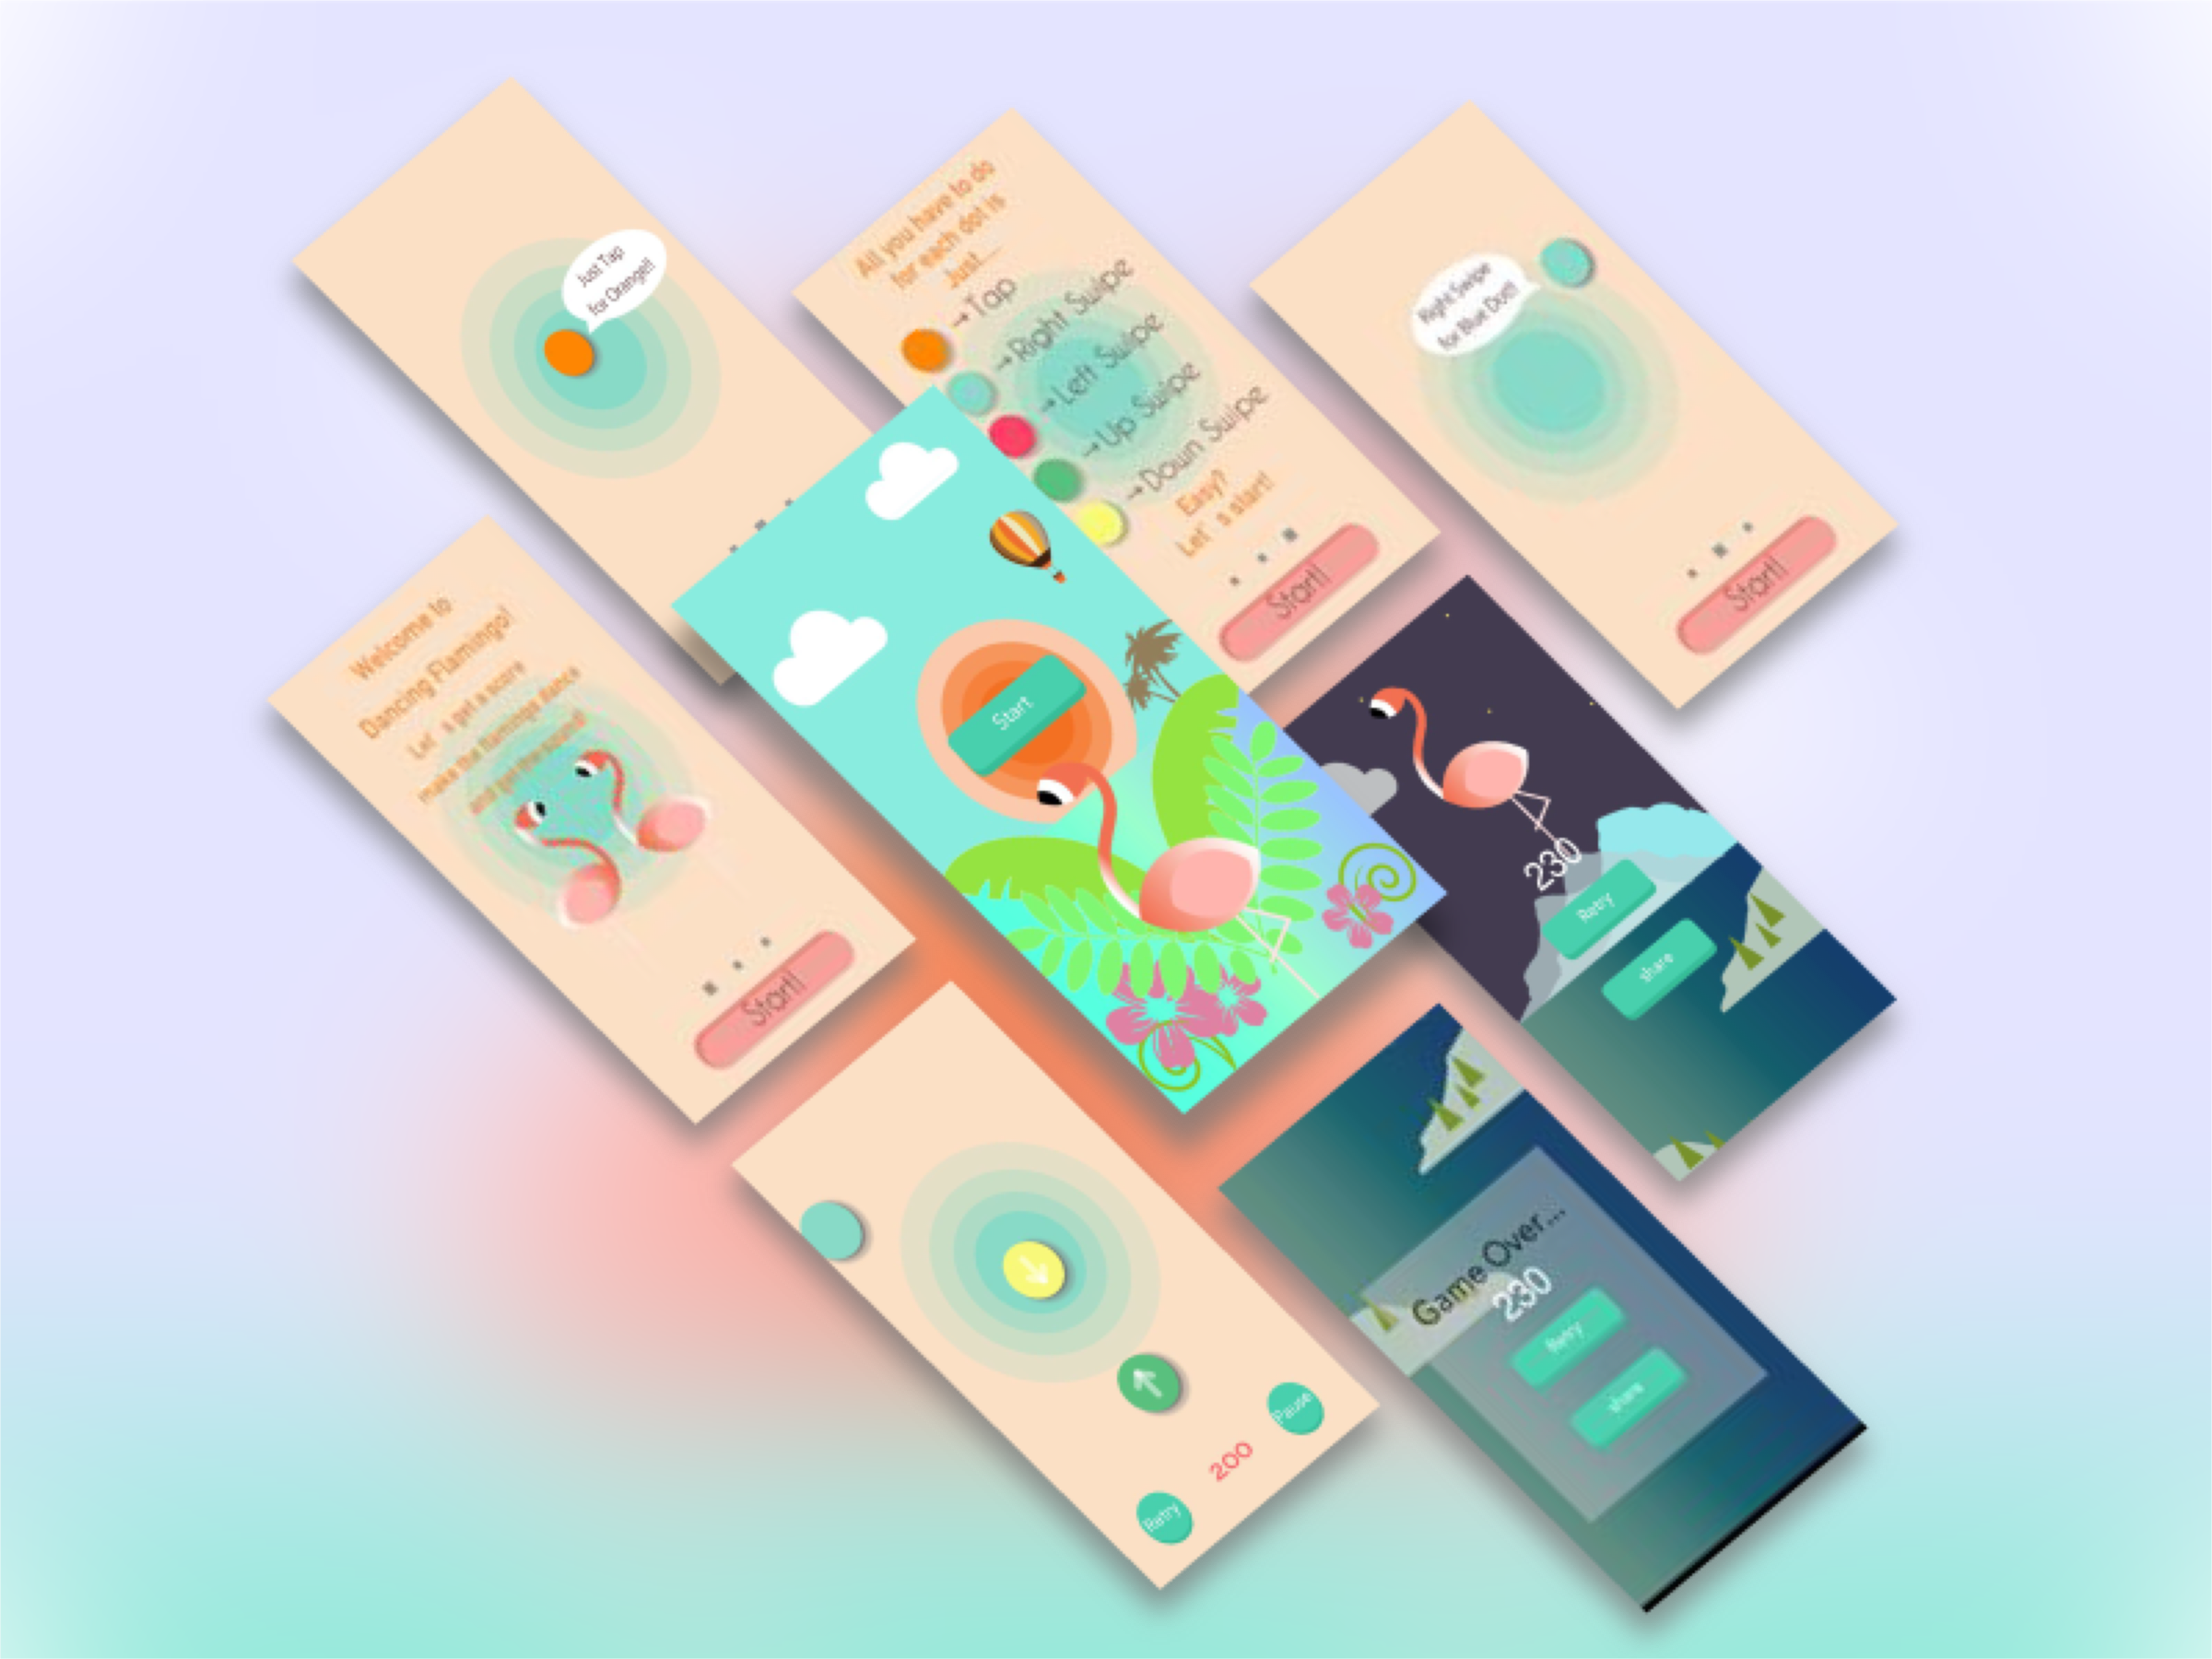 Just Tap
for Orange!!
All you have to do
for each dot is
Just...
→Tap
→Right Swipe
→Left Swipe
→Up Swipe
→Down Swipe
Easy?
Let's start!
Start!
Right Swipe
for Blue Dot!!
Start!
Welcome to
Dancing Flamingo!
Let's get a score
make the flamingo dance
and get the score!
Start!
Start
230
Retry
share
200
Pause
Retry
Game Over...
230
Retry
share